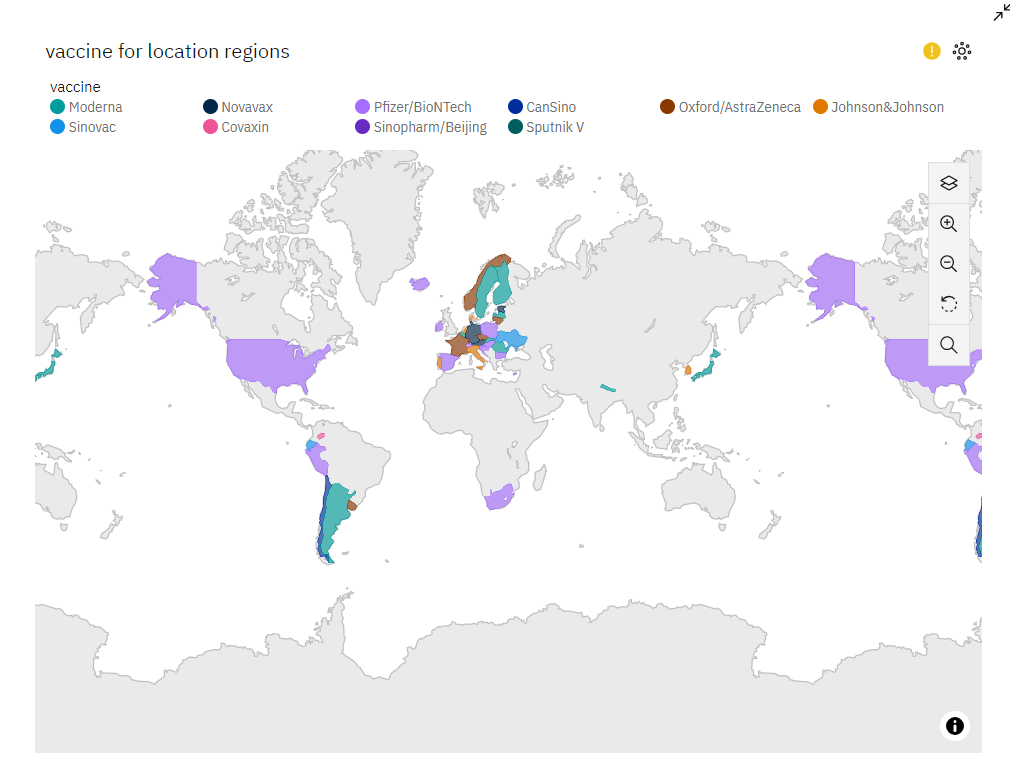 vaccine for location regions
vaccine
Moderna Novavax Pfizer/BioNTech CanSino Oxford/AstraZeneca Johnson&Johnson
Sinovac Covaxin Sinopharm/Beijing Sputnik V